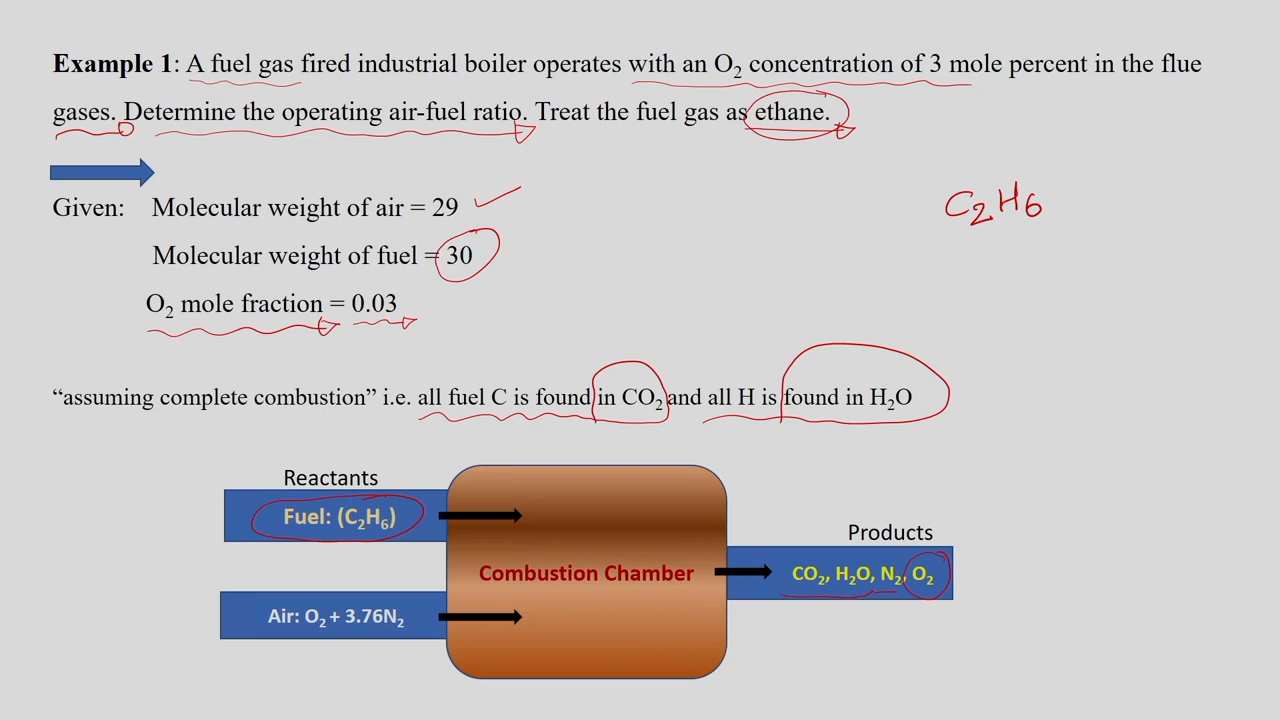 Example 1: A fuel gas fired industrial boiler operates with an O₂ concentration of 3 mole percent in the flue
gases. Determine the operating air-fuel ratio. Treat the fuel gas as ethane.
Given: Molecular weight of air = 29
C₂H₆
Molecular weight of fuel = 30
O₂ mole fraction = 0.03
“assuming complete combustion” i.e. all fuel C is found in CO₂ and all H is found in H₂O
Reactants
Fuel: (C₂H₆)
Combustion Chamber
Products
CO₂, H₂O, N₂, O₂
Air: O₂ + 3.76N₂